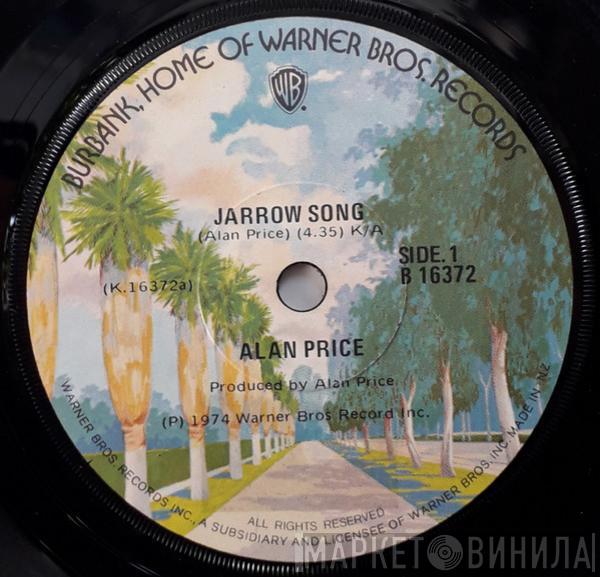 BURBANK, HOME OF WARNER BROS. RECORDS
WB
JARROW SONG
(Alan Price) (4.35) K/A
SIDE.1
R 16372
(K.16372a)
ALAN PRICE
Produced by Alan Price.
(P) 1974 Warner Bros Record Inc.
ALL RIGHTS RESERVED
WARNER BROS. RECORDS INC., A SUBSIDIARY AND LICENSEE OF WARNER BROS. INC. MADE IN N.Z.
МАРКЕТ ВИНИЛА